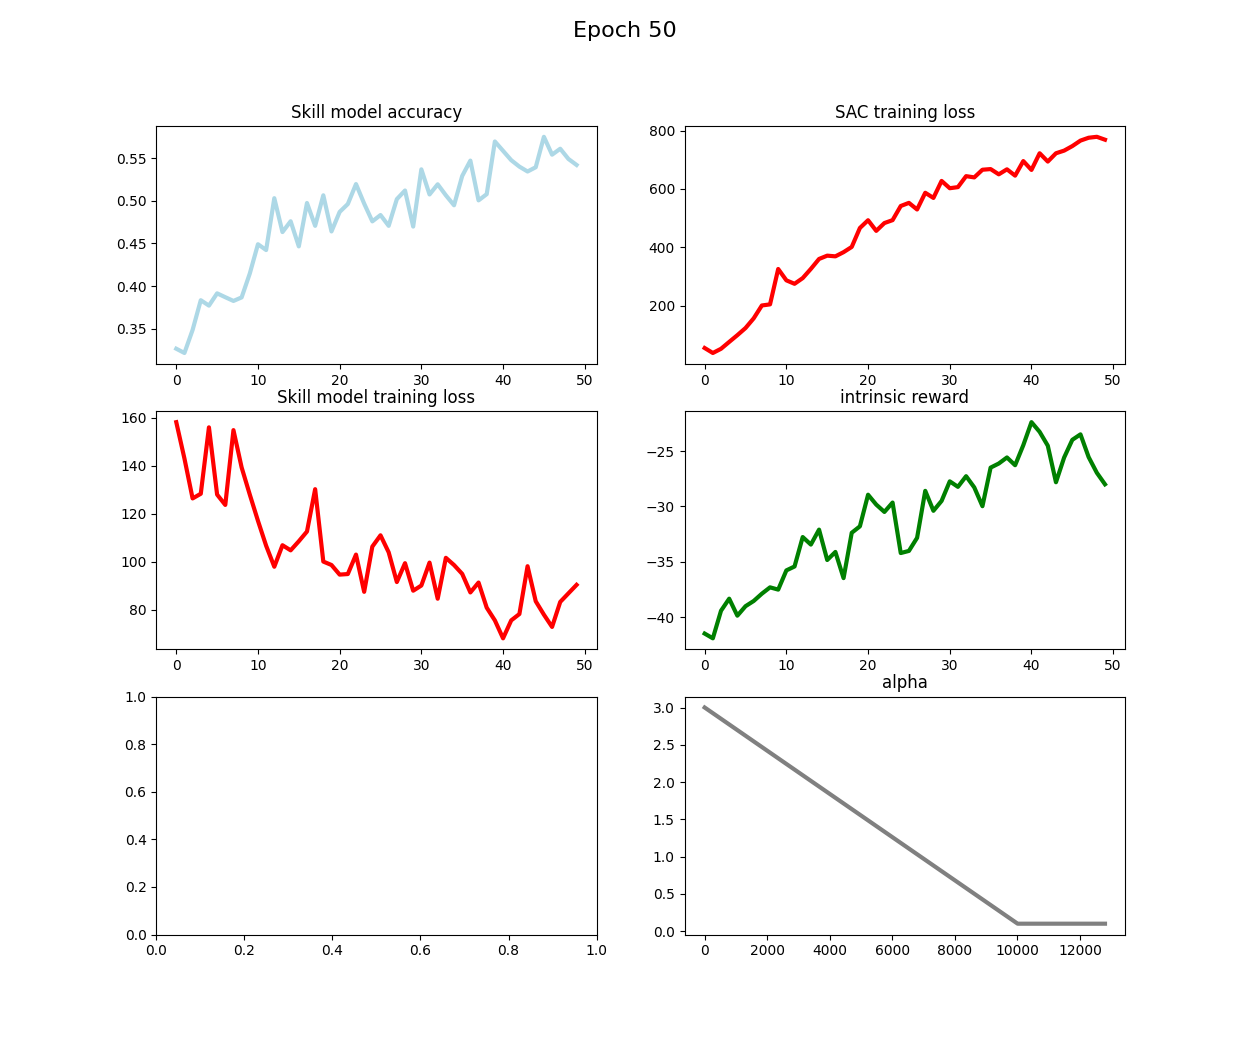 Epoch 50
Skill model accuracy
0.55
0.50
0.45
0.40
0.35
0 10 20 30 40 50
SAC training loss
800
600
400
200
0 10 20 30 40 50
Skill model training loss
160
140
120
100
80
0 10 20 30 40 50
intrinsic reward
−25
−30
−35
−40
0 10 20 30 40 50
1.0
0.8
0.6
0.4
0.2
0.0
0.0 0.2 0.4 0.6 0.8 1.0
alpha
3.0
2.5
2.0
1.5
1.0
0.5
0.0
0 2000 4000 6000 8000 10000 12000